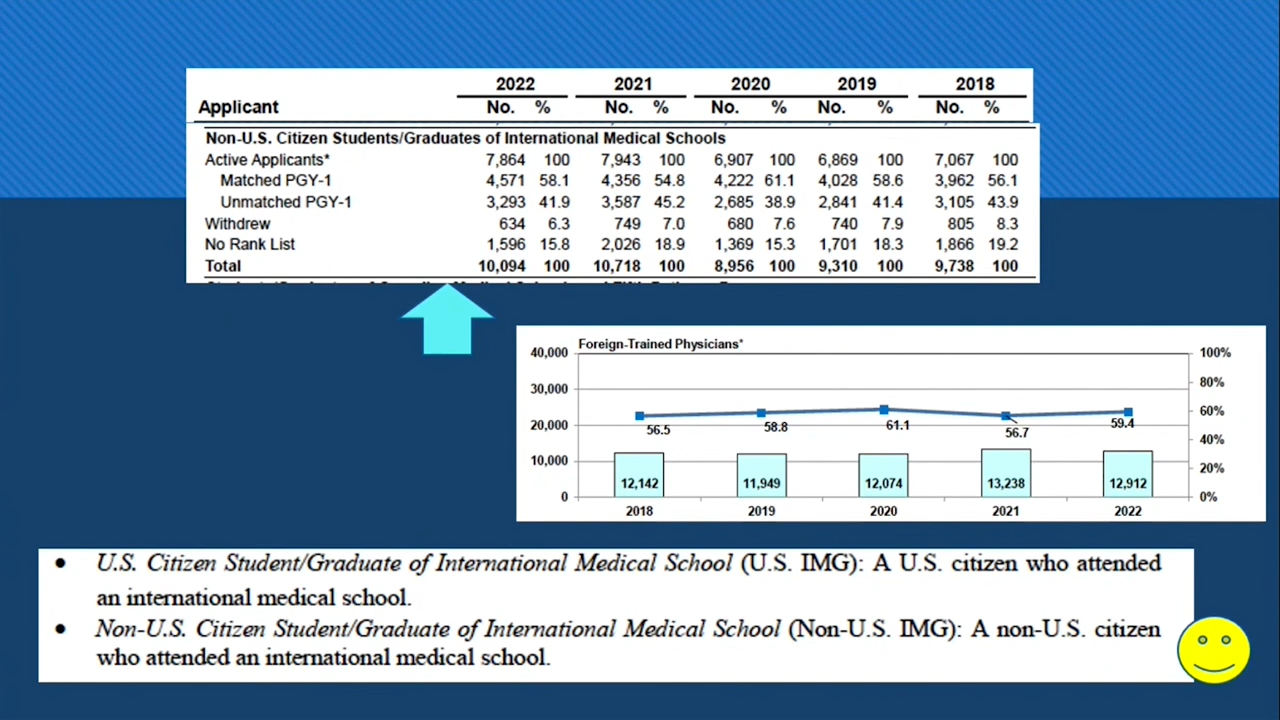 2022 2021 2020 2019 2018
Applicant No. % No. % No. % No. % No. %
Non-U.S. Citizen Students/Graduates of International Medical Schools
Active Applicants* 7,864 100 7,943 100 6,907 100 6,869 100 7,067 100
Matched PGY-1 4,571 58.1 4,356 54.8 4,222 61.1 4,028 58.6 3,962 56.1
Unmatched PGY-1 3,293 41.9 3,587 45.2 2,685 38.9 2,841 41.4 3,105 43.9
Withdrew 634 6.3 749 7.0 680 7.6 740 7.9 805 8.3
No Rank List 1,596 15.8 2,026 18.9 1,369 15.3 1,701 18.3 1,866 19.2
Total 10,094 100 10,718 100 8,956 100 9,310 100 9,738 100
Foreign-Trained Physicians*
40,000 100%
30,000 80%
20,000 60%
10,000 40%
0 20%
0%
56.5 58.8 61.1 56.7 59.4
12,142 11,949 12,074 13,238 12,912
2018 2019 2020 2021 2022
• U.S. Citizen Student/Graduate of International Medical School (U.S. IMG): A U.S. citizen who attended
an international medical school.
• Non-U.S. Citizen Student/Graduate of International Medical School (Non-U.S. IMG): A non-U.S. citizen
who attended an international medical school.